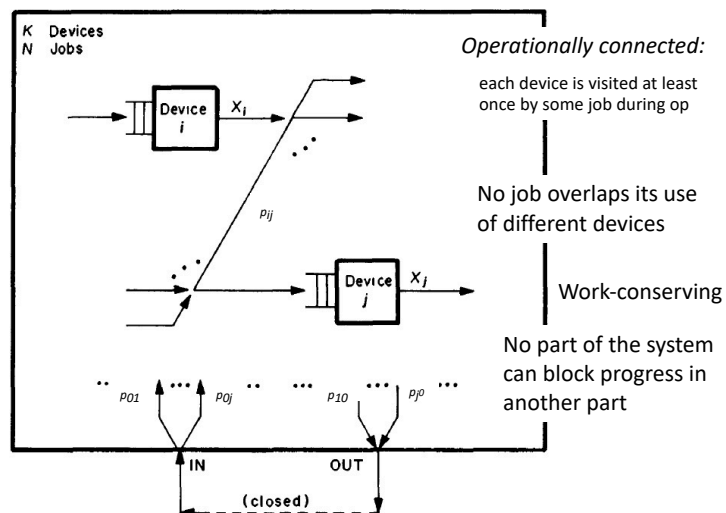 K Devices
N Jobs
Operationally connected:
each device is visited at least
once by some job during op
Device
i
Xi
No job overlaps its use
of different devices
pij
Device
j
Xj
Work-conserving
No part of the system
can block progress in
another part
p01
p0j
p10
pj0
IN
OUT
(closed)